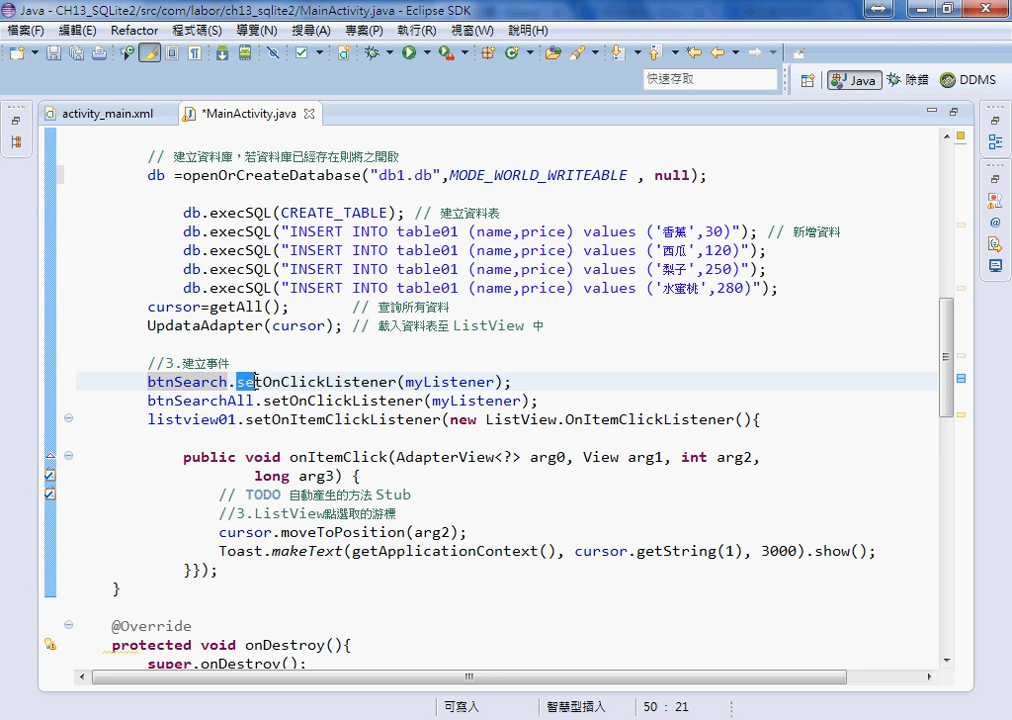 Java - CH13_SQLite2/src/com/labor/ch13_sqlite2/MainActivity.java - Eclipse SDK
檔案(F) 編輯(E) Refactor 程式碼(S) 導覽(N) 搜尋(A) 專案(P) 執行(R) 視窗(W) 說明(H)
快速存取 Java 除錯 DDMS
activity_main.xml *MainActivity.java
// 建立資料庫，若資料庫已經存在則將之開啟
db =openOrCreateDatabase("db1.db",MODE_WORLD_WRITEABLE , null);
db.execSQL(CREATE_TABLE); // 建立資料表
db.execSQL("INSERT INTO table01 (name,price) values ('香蕉',30)"); // 新增資料
db.execSQL("INSERT INTO table01 (name,price) values ('西瓜',120)");
db.execSQL("INSERT INTO table01 (name,price) values ('梨子',250)");
db.execSQL("INSERT INTO table01 (name,price) values ('水蜜桃',280)");
cursor=getAll(); // 查詢所有資料
UpdataAdapter(cursor); // 載入資料表至 ListView 中
//3.建立事件
btnSearch.setOnClickListener(myListener);
btnSearchAll.setOnClickListener(myListener);
listview01.setOnItemClickListener(new ListView.OnItemClickListener(){
public void onItemClick(AdapterView<?> arg0, View arg1, int arg2,
long arg3) {
// TODO 自動產生的方法 Stub
//3.ListView點選取的游標
cursor.moveToPosition(arg2);
Toast.makeText(getApplicationContext(), cursor.getString(1), 3000).show();
}});
}
@Override
protected void onDestroy(){
super.onDestroy();
可寫入 智慧型插入 50 : 21